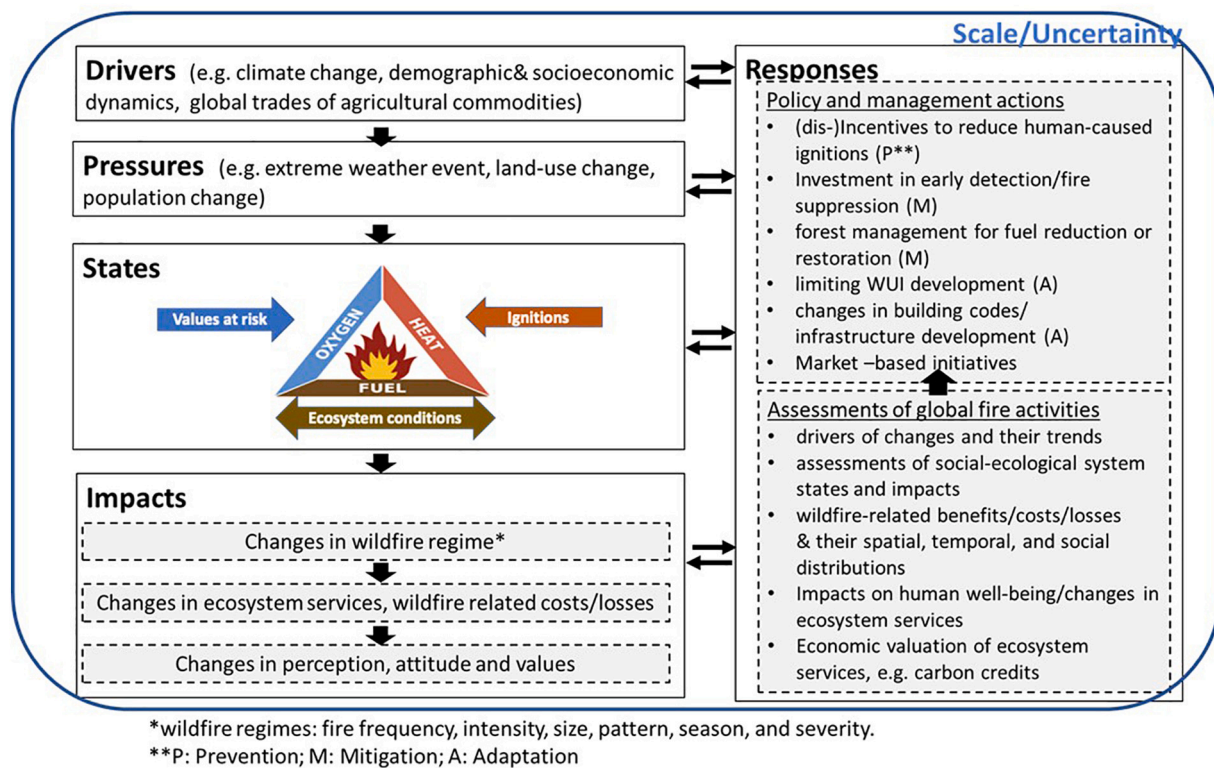 Scale/Uncertainty
Drivers (e.g. climate change, demographic& socioeconomic
dynamics, global trades of agricultural commodities)
Pressures (e.g. extreme weather event, land-use change,
population change)
States
Values at risk
Ignitions
OXYGEN
HEAT
FUEL
Ecosystem conditions
Impacts
Changes in wildfire regime*
Changes in ecosystem services, wildfire related costs/losses
Changes in perception, attitude and values
Responses
Policy and management actions
• (dis-)Incentives to reduce human-caused
ignitions (P**)
• Investment in early detection/fire
suppression (M)
• forest management for fuel reduction or
restoration (M)
• limiting WUI development (A)
• changes in building codes/
infrastructure development (A)
• Market –based initiatives
Assessments of global fire activities
• drivers of changes and their trends
• assessments of social-ecological system
states and impacts
• wildfire-related benefits/costs/losses
& their spatial, temporal, and social
distributions
• Impacts on human well-being/changes in
ecosystem services
• Economic valuation of ecosystem
services, e.g. carbon credits
*wildfire regimes: fire frequency, intensity, size, pattern, season, and severity.
**P: Prevention; M: Mitigation; A: Adaptation